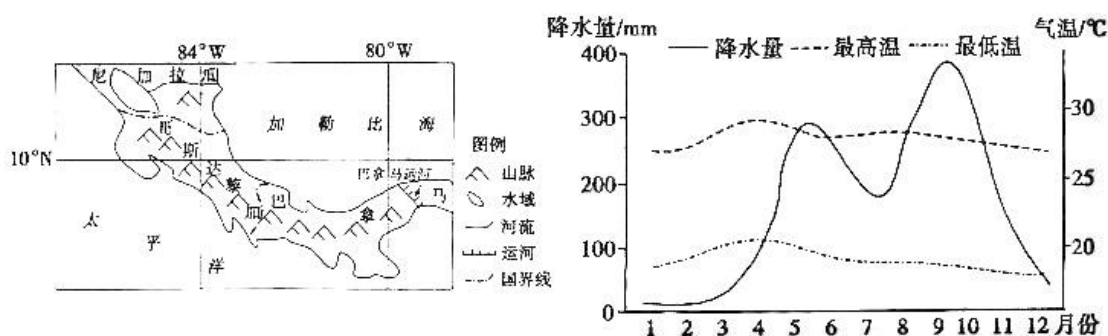 84°W
80°W
尼加拉瓜
加勒比海
哥斯达黎加
10°N
巴拿马运河
巴拿马
太平洋
图例
山脉
水域
河流
运河
国界线
降水量/mm
气温/℃
降水量
最高温
最低温
400
300
200
100
0
30
25
20
1 2 3 4 5 6 7 8 9 10 11 12 月份